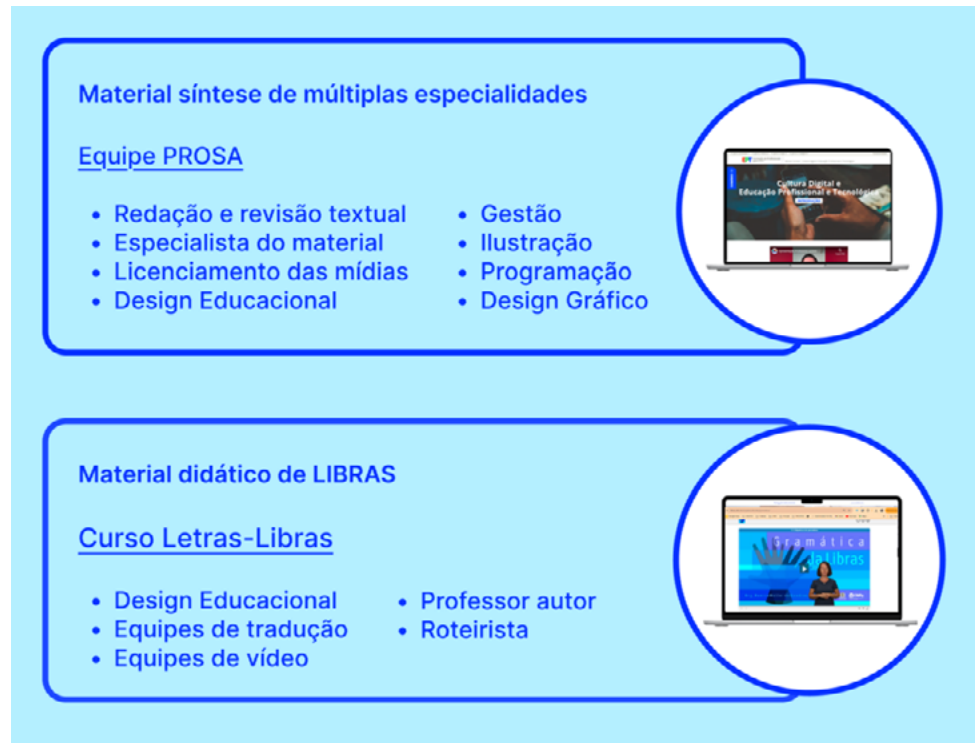 Material síntese de múltiplas especialidades
Equipe PROSA
• Redação e revisão textual
• Especialista do material
• Licenciamento das mídias
• Design Educacional
• Gestão
• Ilustração
• Programação
• Design Gráfico
Cultura Digital e
Educação Profissional e Tecnológica
Material didático de LIBRAS
Curso Letras-Libras
• Design Educacional
• Equipes de tradução
• Equipes de vídeo
• Professor autor
• Roteirista
Gramática
da Libras